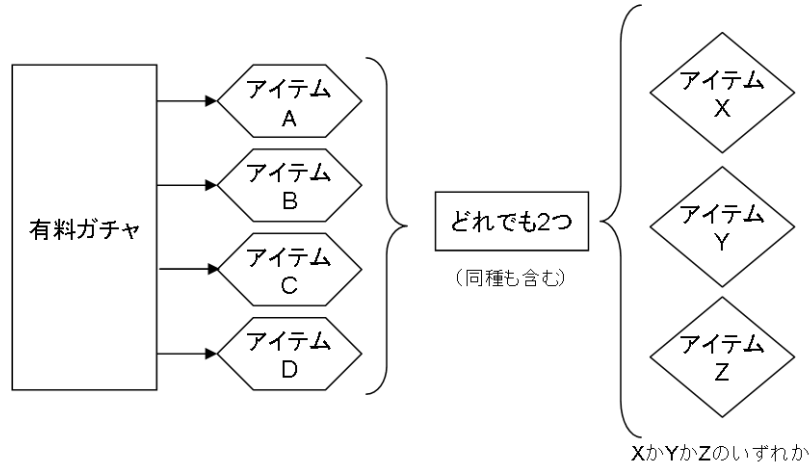 有料ガチャ
アイテム
A
アイテム
B
アイテム
C
アイテム
D
どれでも2つ
（同種も含む）
アイテム
X
アイテム
Y
アイテム
Z
XかYかZのいずれか